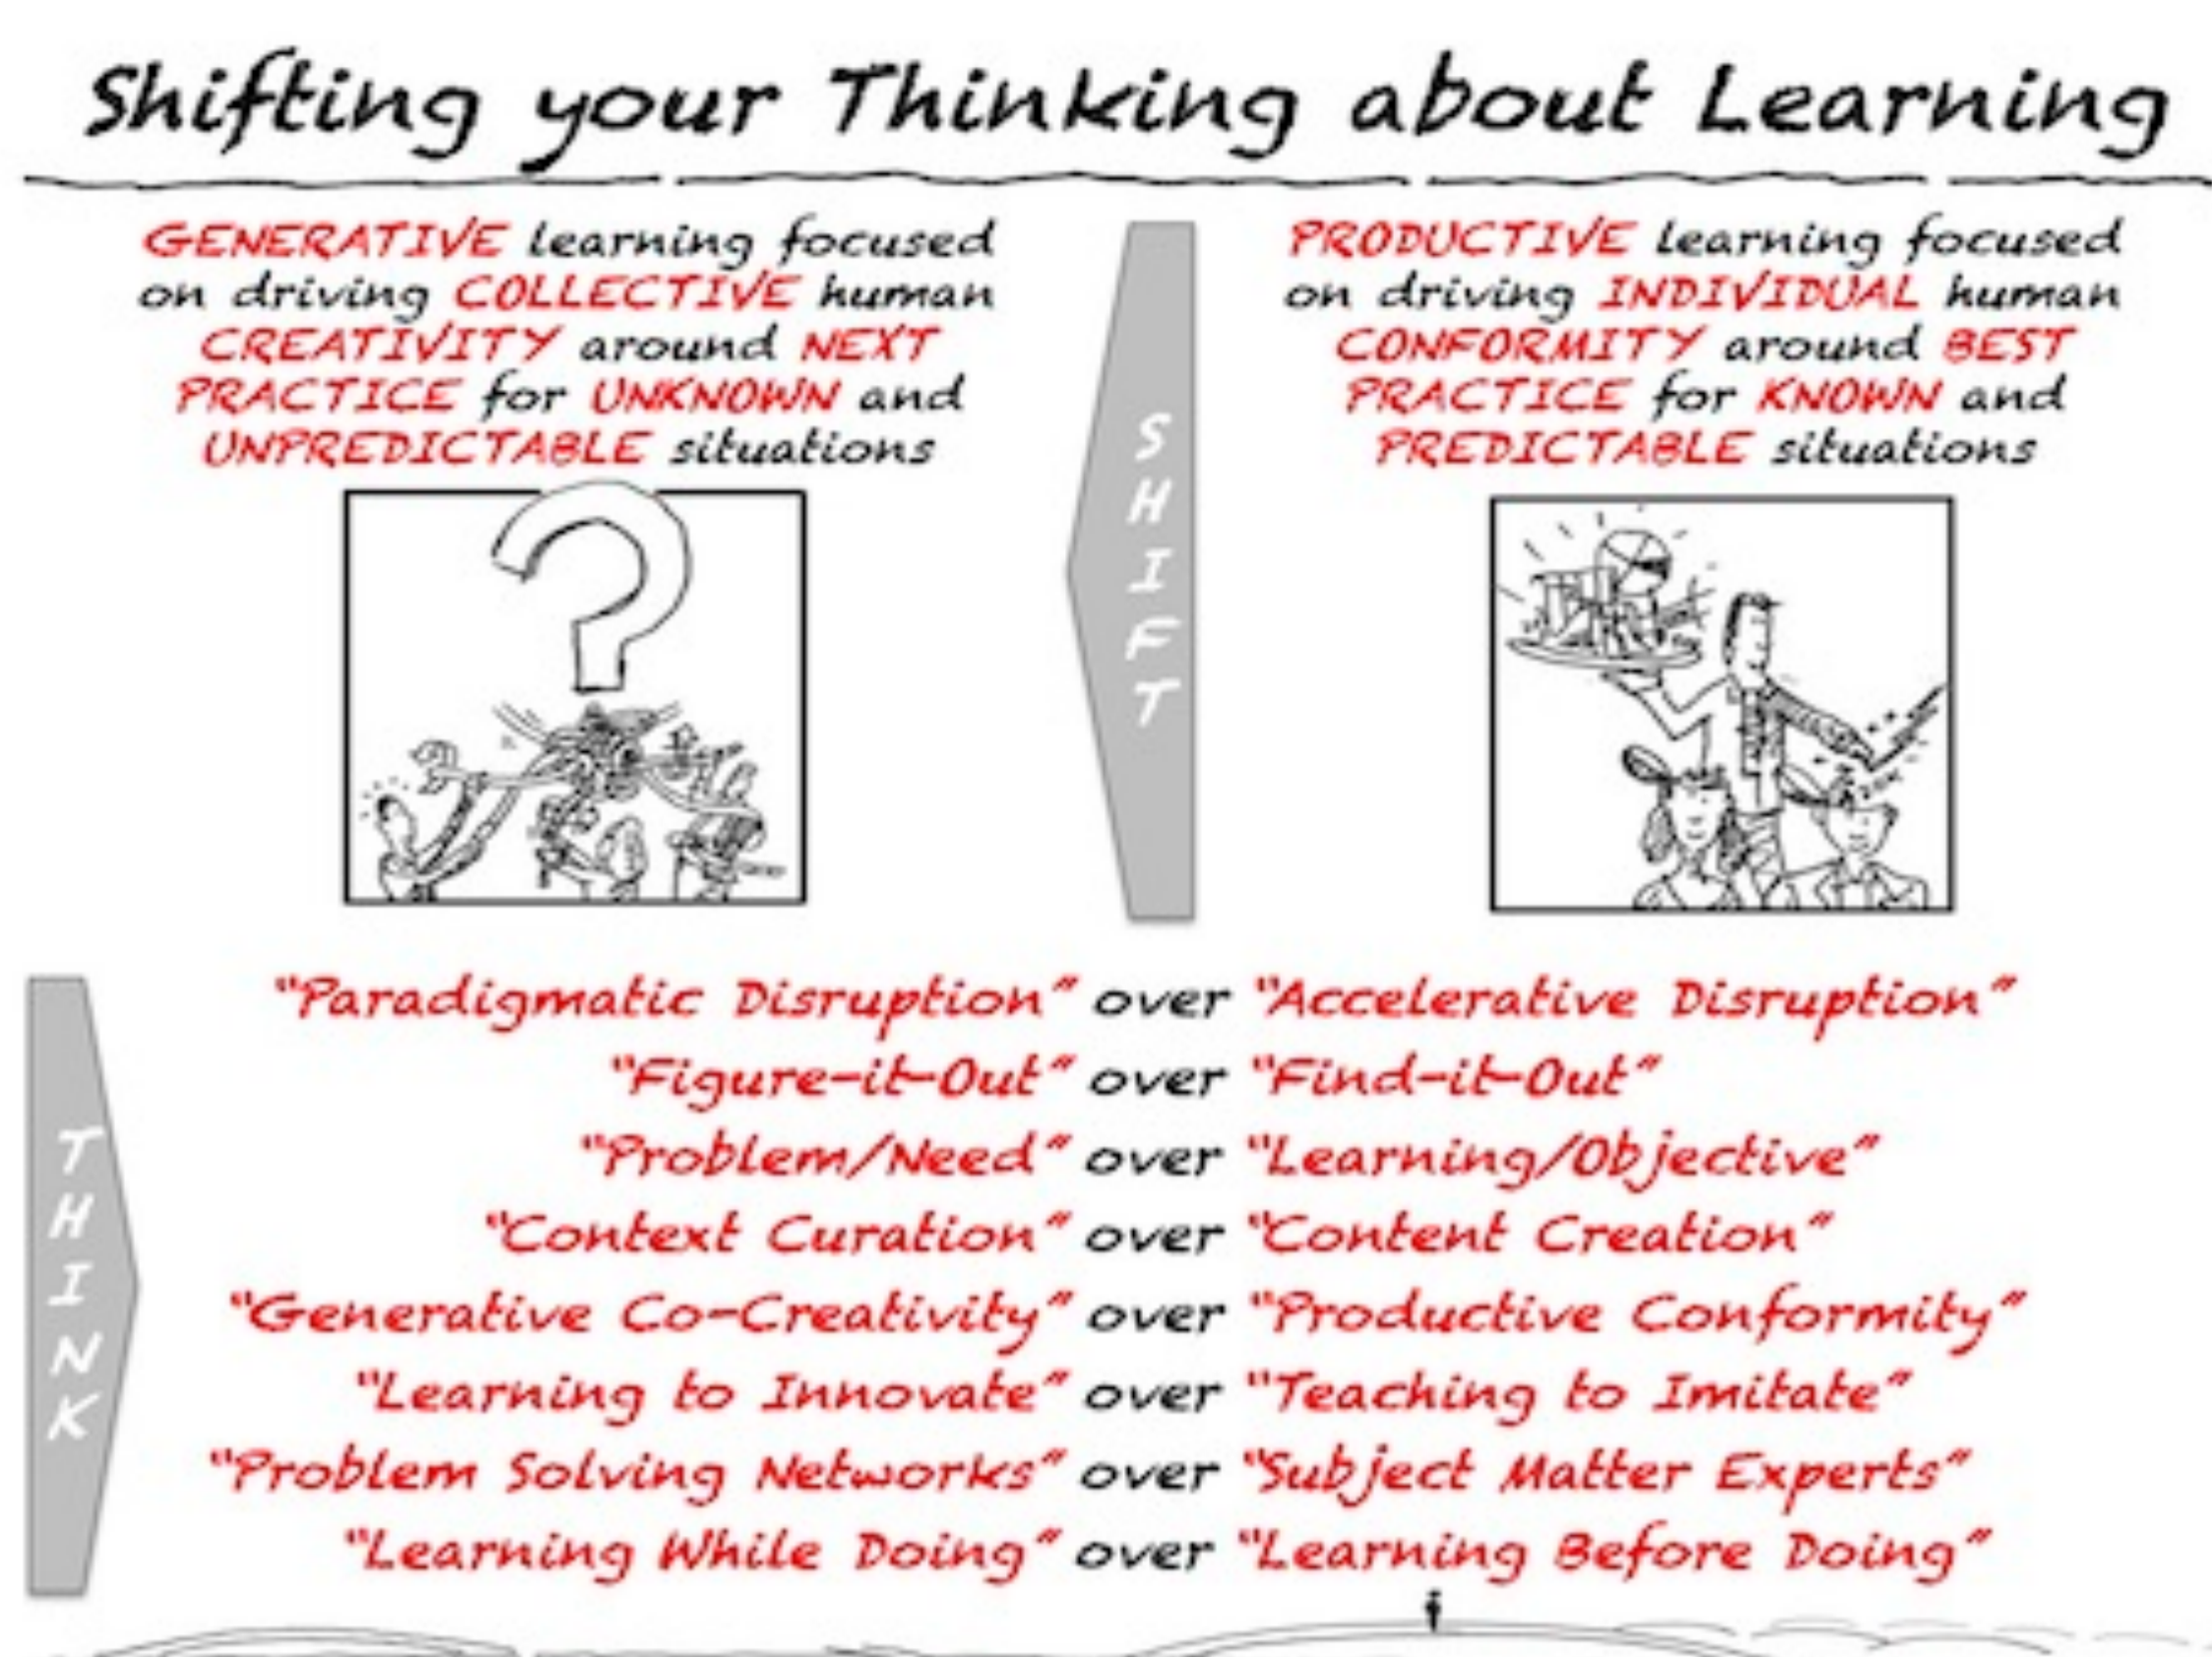 Shifting your Thinking about Learning
GENERATIVE learning focused
on driving COLLECTIVE human
CREATIVITY around NEXT
PRACTICE for UNKNOWN and
UNPREDICTABLE situations
SHIFT
PRODUCTIVE learning focused
on driving INDIVIDUAL human
CONFORMITY around BEST
PRACTICE for KNOWN and
PREDICTABLE situations
?
THINK
"Paradigmatic Disruption" over "Accelerative Disruption"
"Figure-it-Out" over "Find-it-Out"
"Problem/Need" over "Learning/Objective"
"Context Curation" over "Content Creation"
"Generative Co-Creativity" over "Productive Conformity"
"Learning to Innovate" over "Teaching to Imitate"
"Problem Solving Networks" over "Subject Matter Experts"
"Learning While Doing" over "Learning Before Doing"